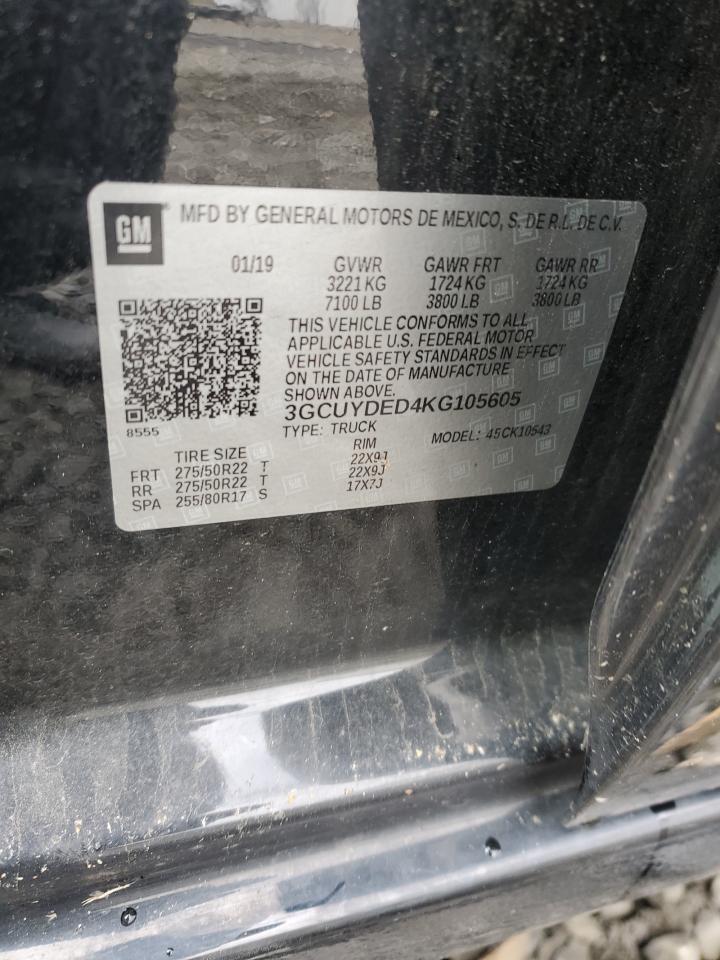 GM MFD BY GENERAL MOTORS DE MEXICO, S. DE R.L. DE C.V.
01/19 GVWR GAWR FRT GAWR RR
3221 KG 1724 KG 1724 KG
7100 LB 3800 LB 3800 LB
THIS VEHICLE CONFORMS TO ALL
APPLICABLE U.S. FEDERAL MOTOR
VEHICLE SAFETY STANDARDS IN EFFECT
ON THE DATE OF MANUFACTURE
SHOWN ABOVE.
3GCUYDED4KG105605
8555
TYPE: TRUCK MODEL: 45CK10543
TIRE SIZE RIM
FRT 275/50R22 T 22X9J
RR 275/50R22 T 22X9J
SPA 255/80R17 S 17X7J